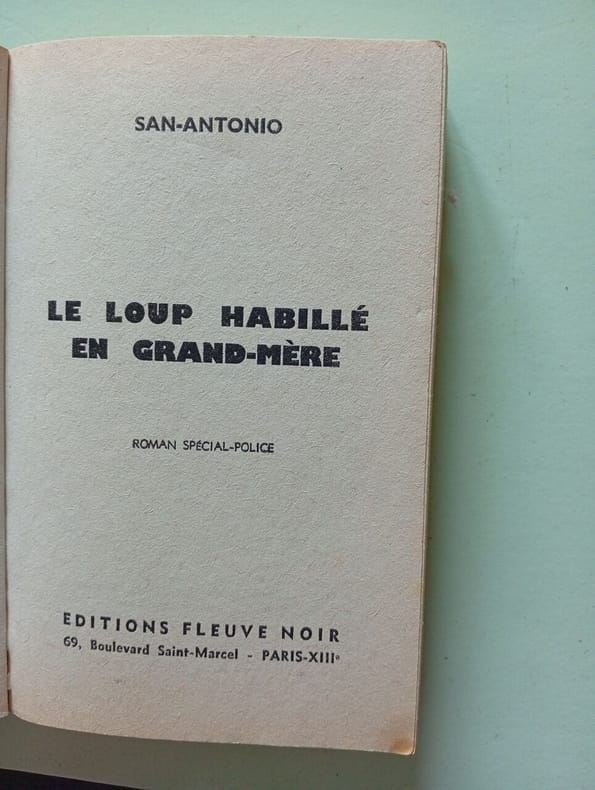 SAN-ANTONIO
LE LOUP HABILLÉ
EN GRAND-MÈRE
ROMAN SPÉCIAL-POLICE
EDITIONS FLEUVE NOIR
69, Boulevard Saint-Marcel - PARIS-XIIIᵉ